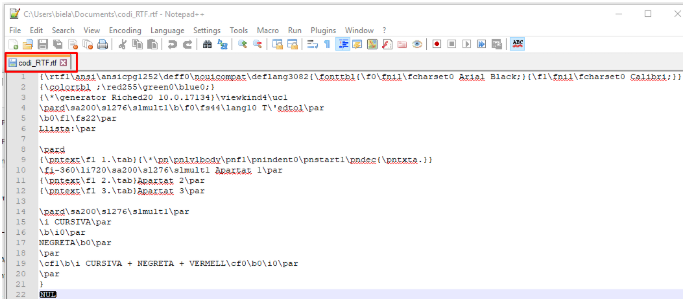 C:\Users\biela\Documents\codi_RTF.rtf - Notepad++
File Edit Search View Encoding Language Settings Tools Macro Run Plugins Window ?
codi_RTF.rtf
1 {\rtf1\ansi\ansicpg1252\deff0\nouicompat\deflang3082{\fonttbl{\f0\fnil\fcharset0 Arial Black;}{\f1\fnil\fcharset0 Calibri;}}
2 {\colortbl ;\red255\green0\blue0;}
3 {\*\generator Riched20 10.0.17134}\viewkind4\uc1
4 \pard\sa200\sl276\slmult1\b\f0\fs44\lang10 T\'edtol\par
5 \b0\f1\fs22\par
6 Llista:\par
7
8 \pard
9 {\pntext\f1 1.\tab}{\*\pn\pnlvlbody\pnf1\pnindent0\pnstart1\pndec{\pntxta.}}
10 \fi-360\li720\sa200\sl276\slmult1 Apartat 1\par
11 {\pntext\f1 2.\tab}Apartat 2\par
12 {\pntext\f1 3.\tab}Apartat 3\par
13
14 \pard\sa200\sl276\slmult1\par
15 \i CURSIVA\par
16 \b\i0\par
17 NEGRETA\b0\par
18 \par
19 \cf1\b\i CURSIVA + NEGRETA + VERMELL\cf0\b0\i0\par
20 \par
21 }
22 NUL